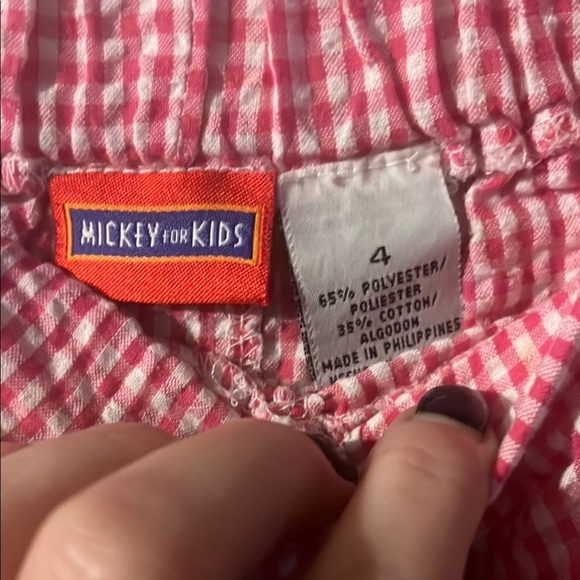 MICKEY FOR KIDS
4
65% POLYESTER/
POLIESTER
35% COTTON/
ALGODON
MADE IN PHILIPPINES